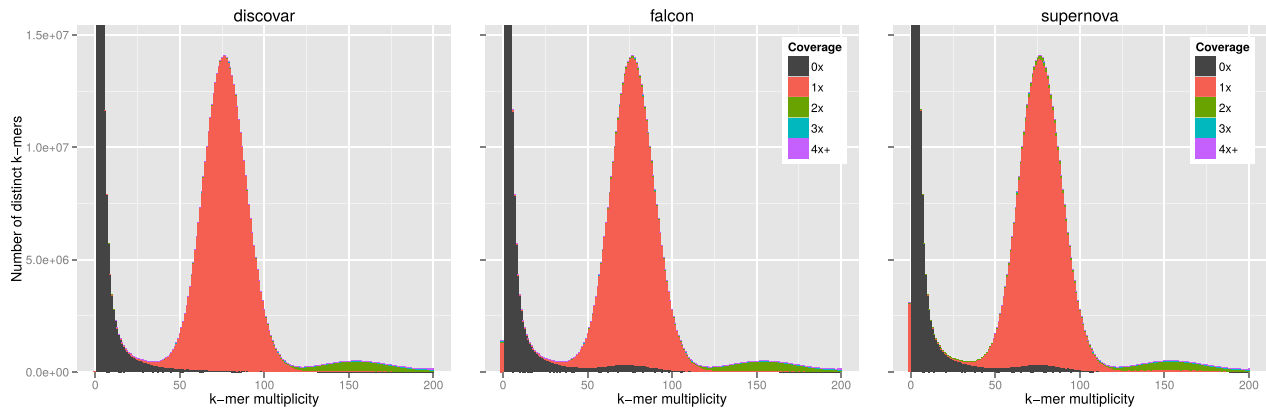 discovar
falcon
supernova
Number of distinct k−mers
1.5e+07
1.0e+07
5.0e+06
0.0e+00
0 50 100 150 200
k−mer multiplicity
Coverage
0x
1x
2x
3x
4x+
0 50 100 150 200
k−mer multiplicity
Coverage
0x
1x
2x
3x
4x+
0 50 100 150 200
k−mer multiplicity